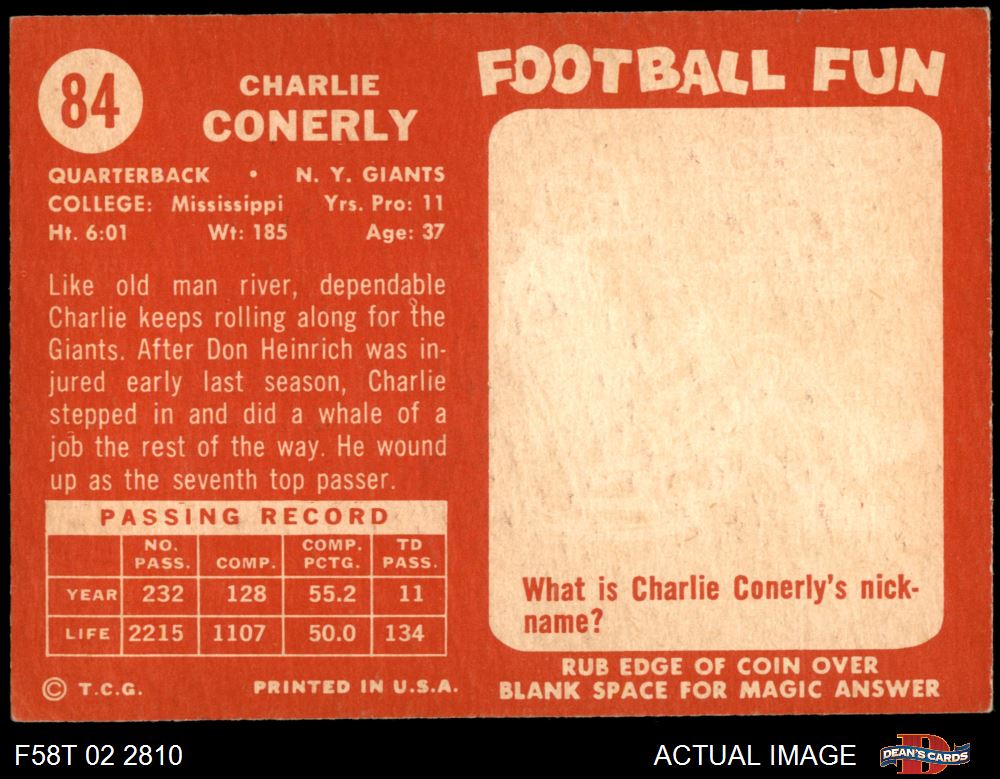 84
CHARLIE
CONERLY
QUARTERBACK • N. Y. GIANTS
COLLEGE: Mississippi Yrs. Pro: 11
Ht. 6:01 Wt: 185 Age: 37
Like old man river, dependable
Charlie keeps rolling along for the
Giants. After Don Heinrich was in-
jured early last season, Charlie
stepped in and did a whale of a
job the rest of the way. He wound
up as the seventh top passer.
PASSING RECORD
NO. PASS. COMP. COMP. PCTG. TD PASS.
YEAR 232 128 55.2 11
LIFE 2215 1107 50.0 134
© T.C.G. PRINTED IN U.S.A.
FOOTBALL FUN
What is Charlie Conerly's nick-
name?
RUB EDGE OF COIN OVER
BLANK SPACE FOR MAGIC ANSWER
F58T 02 2810 ACTUAL IMAGE DEAN'S CARDS